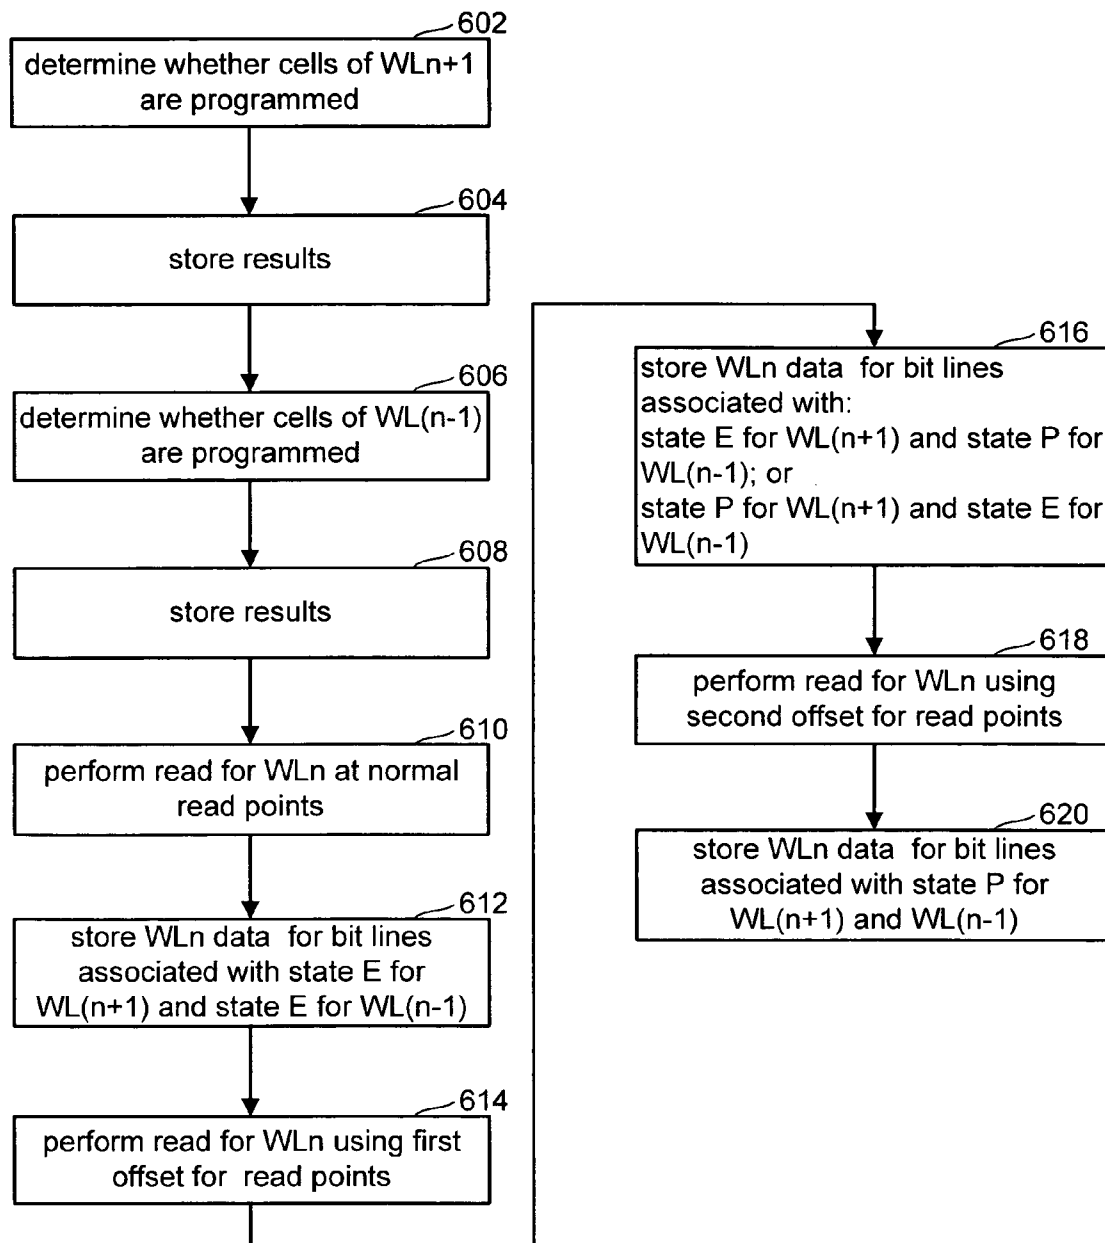 602
determine whether cells of WLn+1
are programmed
604
store results
606
determine whether cells of WL(n-1)
are programmed
608
store results
610
perform read for WLn at normal
read points
612
store WLn data for bit lines
associated with state E for
WL(n+1) and state E for WL(n-1)
614
perform read for WLn using first
offset for read points
616
store WLn data for bit lines
associated with:
state E for WL(n+1) and state P for
WL(n-1); or
state P for WL(n+1) and state E for
WL(n-1)
618
perform read for WLn using
second offset for read points
620
store WLn data for bit lines
associated with state P for
WL(n+1) and WL(n-1)